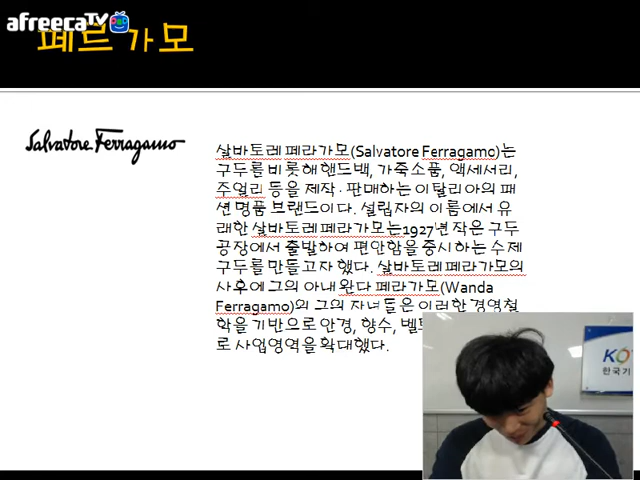 afreecaTV
페르가모
Salvatore Ferragamo
살바토레 페라가모(Salvatore Ferragamo)는
구두를 비롯해 핸드백, 가죽소품, 액세서리,
주얼리 등을 제작·판매하는 이탈리아의 패
션 명품 브랜드이다. 설립자의 이름에서 유
래한 살바토레 페라가모는1927년 작은 구두
공장에서 출발하여 편안함을 중시하는 수제
구두를 만들고자 했다. 살바토레 페라가모의
사후에 그의 아내 완다 페라가모(Wanda
Ferragamo)와 그의 자녀들은 이러한 경영철
학을 기반으로 안경, 향수,
로 사업영역을 확대했다.
한국기